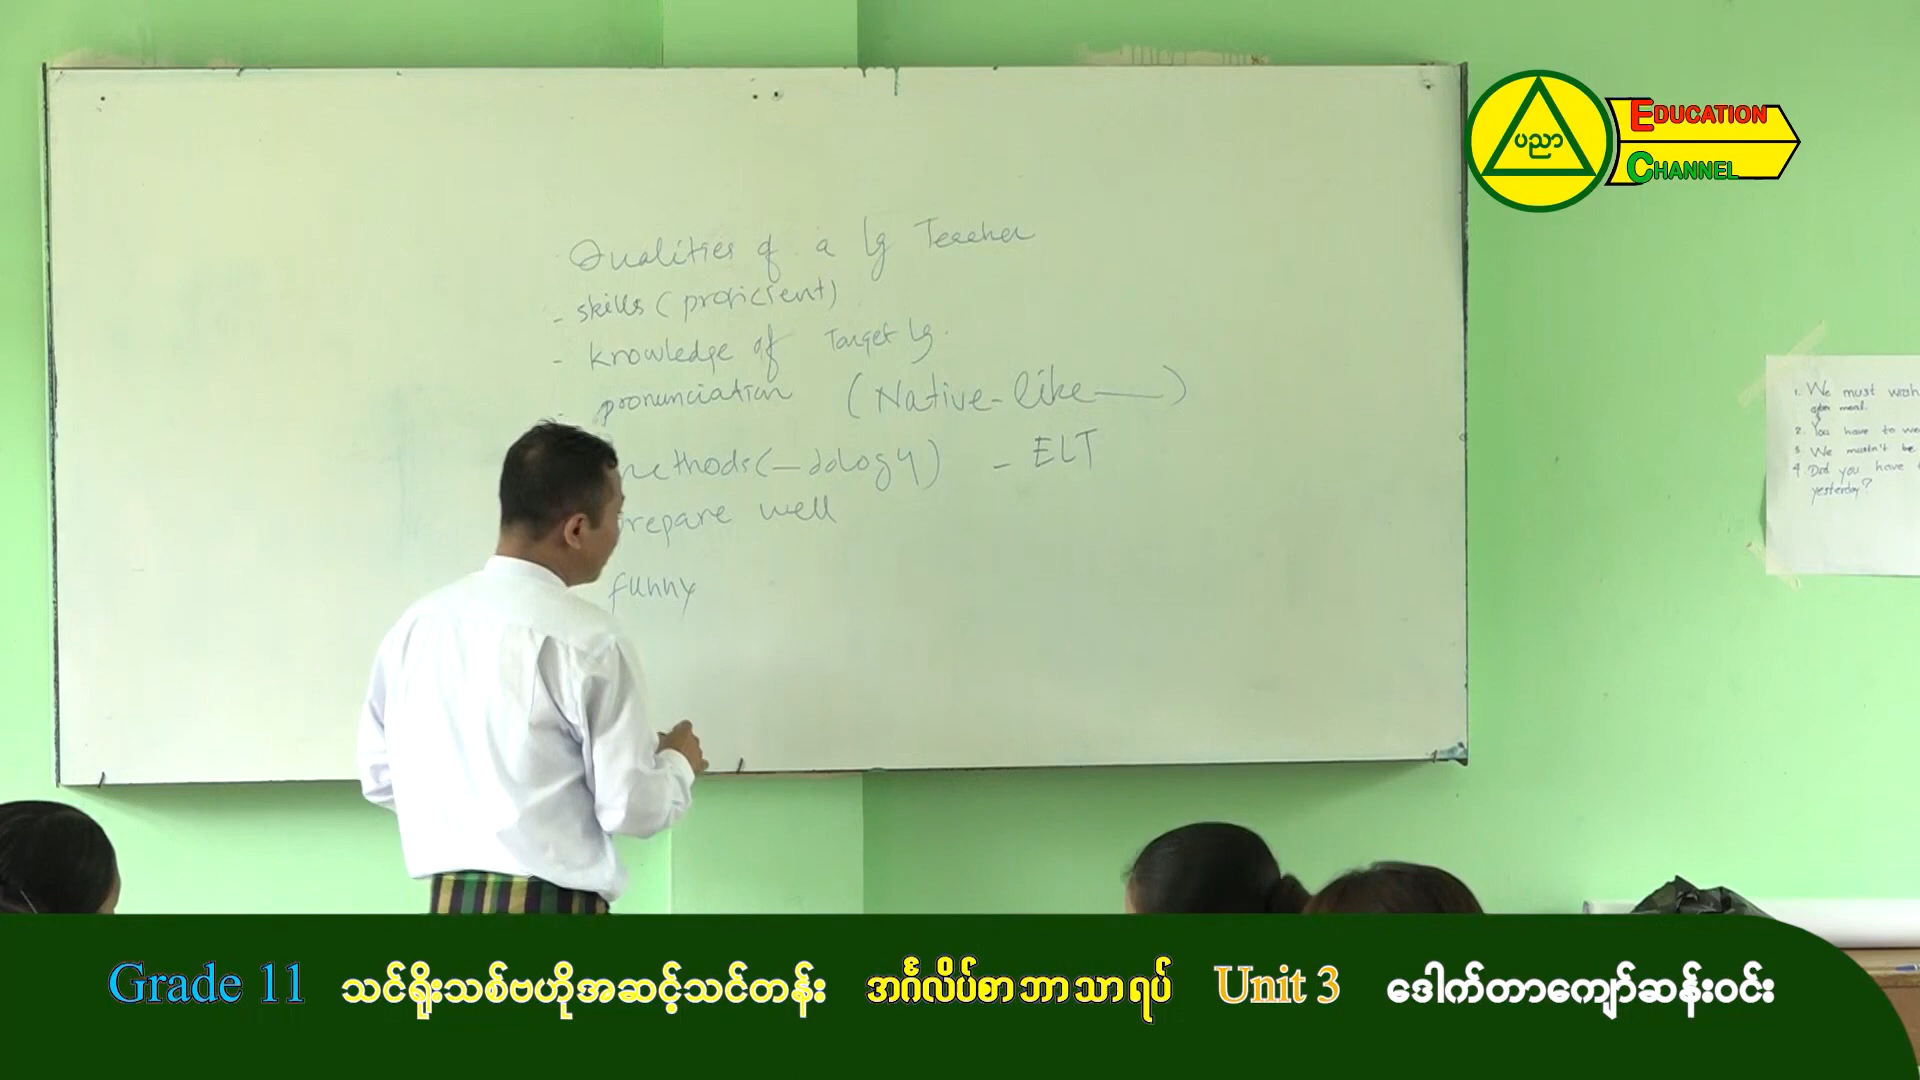 Qualities of a lg Teacher
- skills (proficient)
- knowledge of Target lg.
- pronunciation (Native-like —)
methods (—dology) - ELT
prepare well
funny
ပညာ
EDUCATION
CHANNEL
1. We must wash
after meal.
2. You have to we
3. We mustn't be
4. Did you have t
yesterday?
Grade 11 သင်ရိုးသစ်ဗဟိုအဆင့်သင်တန်း အင်္ဂလိပ်စာဘာသာရပ် Unit 3 ဒေါက်တာကျော်ဆန်းဝင်း